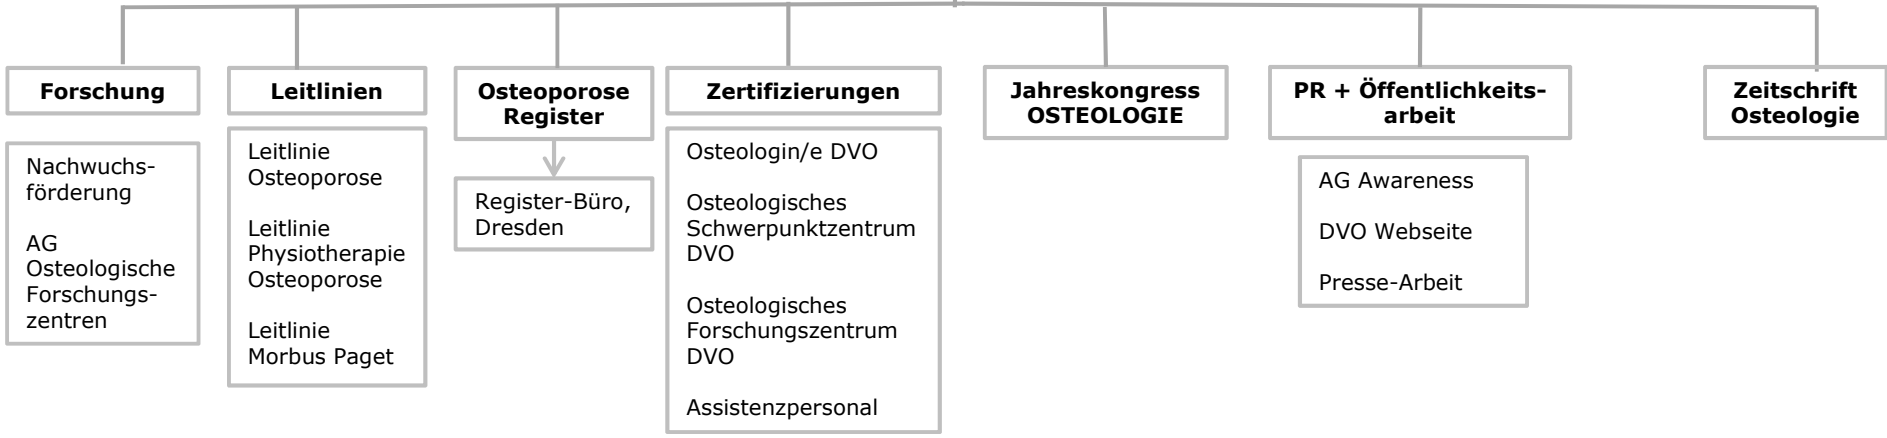 Forschung
Nachwuchs-
förderung
AG
Osteologische
Forschungs-
zentren
Leitlinien
Leitlinie
Osteoporose
Leitlinie
Physiotherapie
Osteoporose
Leitlinie
Morbus Paget
Osteoporose
Register
Register-Büro,
Dresden
Zertifizierungen
Osteologin/e DVO
Osteologisches
Schwerpunktzentrum
DVO
Osteologisches
Forschungszentrum
DVO
Assistenzpersonal
Jahreskongress
OSTEOLOGIE
PR + Öffentlichkeits-
arbeit
AG Awareness
DVO Webseite
Presse-Arbeit
Zeitschrift
Osteologie